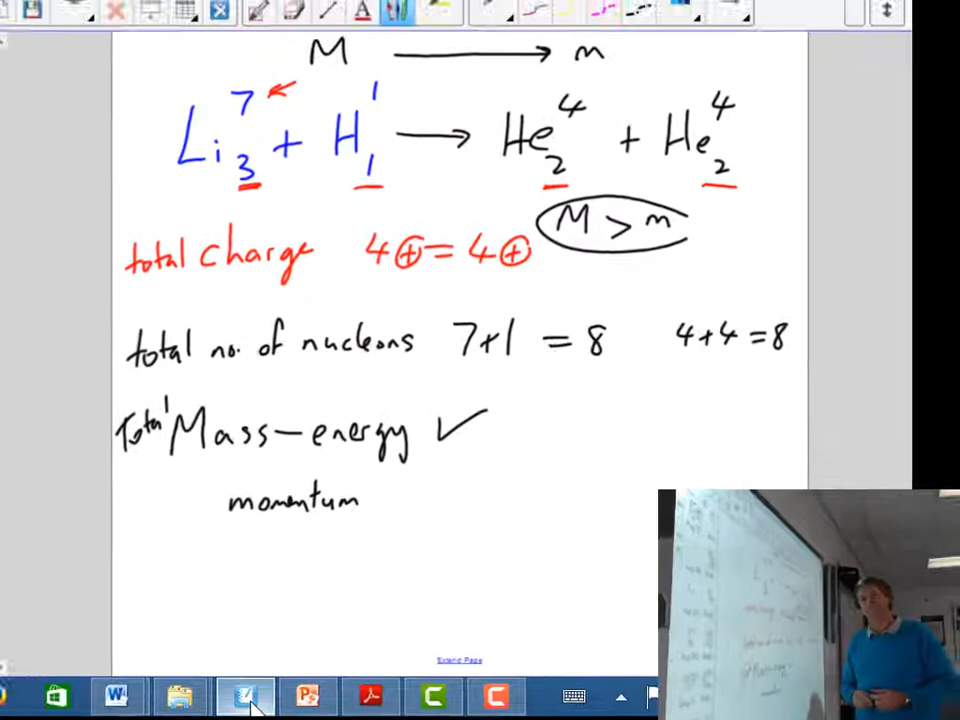 M → m
Li 7 3 + H 1 1 → He 4 2 + He 4 2
M > m
total charge 4⊕ = 4⊕
total no. of nucleons 7+1 = 8 4+4 = 8
Total Mass–energy ✓
momentum
Extend Page